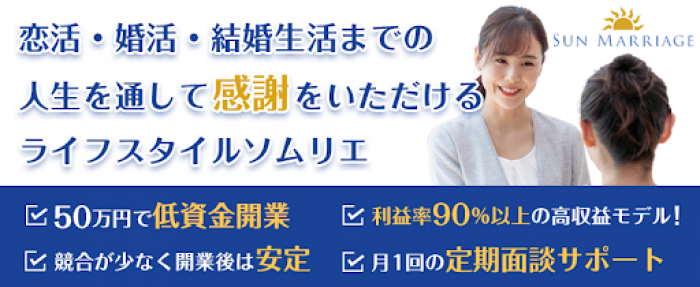 恋活・婚活・結婚生活までの
SUN MARRIAGE
人生を通して感謝をいただける
ライフスタイルソムリエ
50万円で低資金開業
利益率90%以上の高収益モデル!
競合が少なく開業後は安定
月1回の定期面談サポート